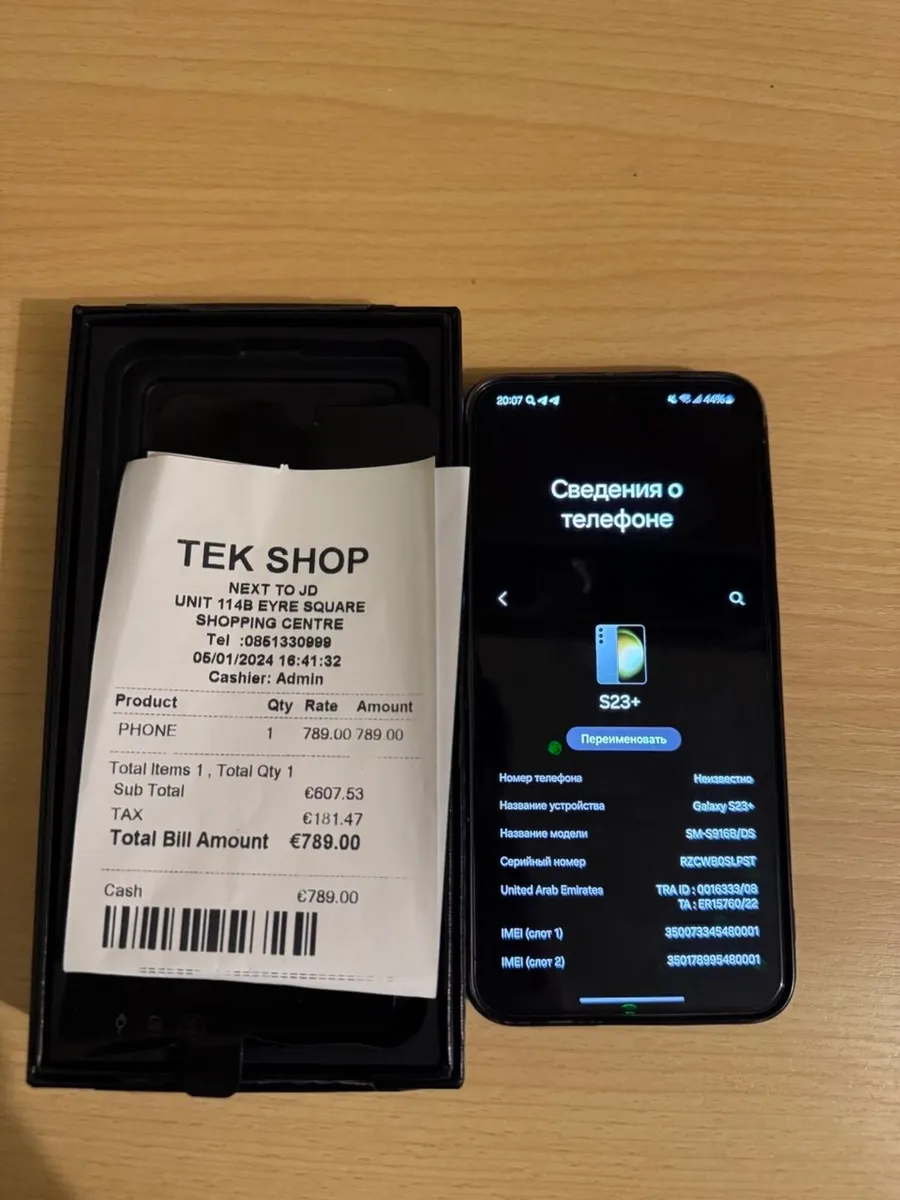 TEK SHOP
NEXT TO JD
UNIT 114B EYRE SQUARE
SHOPPING CENTRE
Tel :0851330999
05/01/2024 16:41:32
Cashier: Admin
Product Qty Rate Amount
PHONE 1 789.00 789.00
Total Items 1 , Total Qty 1
Sub Total €607.53
TAX €181.47
Total Bill Amount €789.00
Cash €789.00
20:07 44%
Сведения о
телефоне
S23+
Переименовать
Номер телефона Неизвестно
Название устройства Galaxy S23+
Название модели SM-S916B/DS
Серийный номер RZCWB0SLPST
United Arab Emirates TRA ID : 0016333/08
TA : ER15760/22
IMEI (слот 1) 350073345480001
IMEI (слот 2) 350178995480001